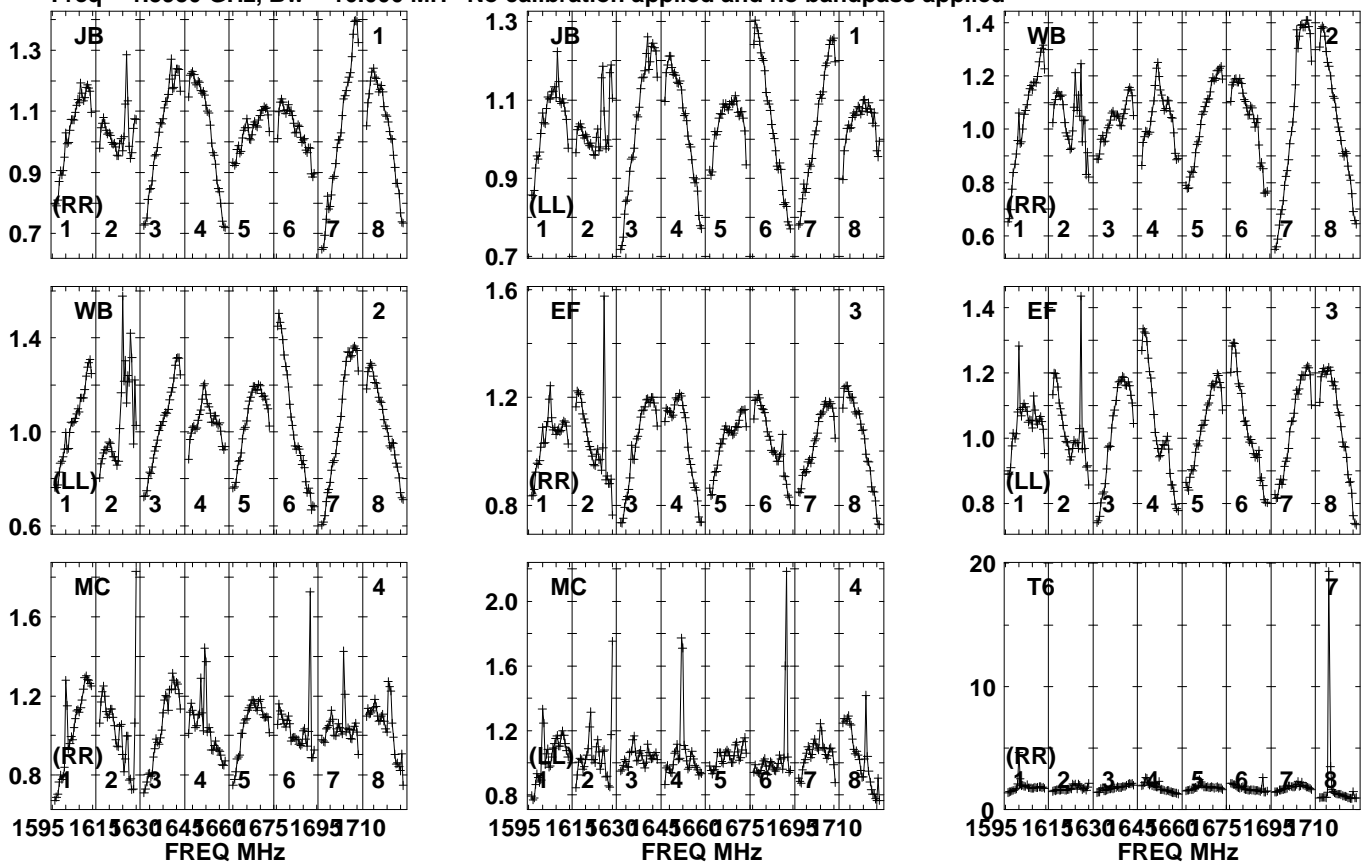 No calibration applied and no bandpass applied
JB 1
1.3
1.1
0.9
0.7
(RR)
1 2 3 4 5 6 7 8
JB 1
1.3
1.1
0.9
0.7
(LL)
1 2 3 4 5 6 7 8
WB 2
1.4
1.2
1.0
0.8
0.6
(RR)
1 2 3 4 5 6 7 8
WB 2
1.4
1.0
0.6
(LL)
1 2 3 4 5 6 7 8
EF 3
1.6
1.2
0.8
(RR)
1 2 3 4 5 6 7 8
EF 3
1.4
1.2
1.0
0.8
(LL)
1 2 3 4 5 6 7 8
MC 4
1.6
1.2
0.8
(RR)
1 2 3 4 5 6 7 8
1595 1615 1630 1645 1660 1675 1695 1710
FREQ MHz
MC 4
2.0
1.6
1.2
0.8
(LL)
1 2 3 4 5 6 7 8
1595 1615 1630 1645 1660 1675 1695 1710
FREQ MHz
T6 7
20
10
0
(RR)
1 2 3 4 5 6 7 8
1595 1615 1630 1645 1660 1675 1695 1710
FREQ MHz